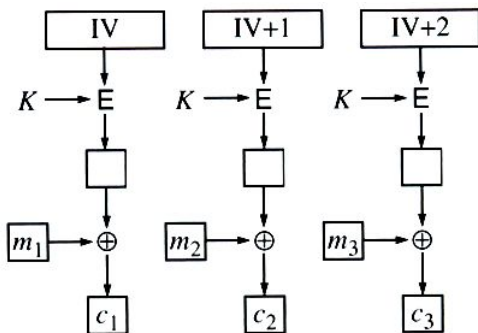 IV IV+1 IV+2
K E K E K E
m1 ⊕ m2 ⊕ m3 ⊕
c1 c2 c3